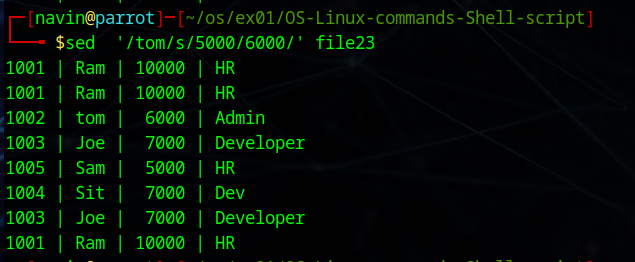 ┌─[navin@parrot]─[~/os/ex01/OS-Linux-commands-Shell-script]
└──╼ $sed  '/tom/s/5000/6000/' file23
1001 | Ram | 10000 | HR
1001 | Ram | 10000 | HR
1002 | tom |  6000 | Admin
1003 | Joe |  7000 | Developer
1005 | Sam |  5000 | HR
1004 | Sit |  7000 | Dev
1003 | Joe |  7000 | Developer
1001 | Ram | 10000 | HR